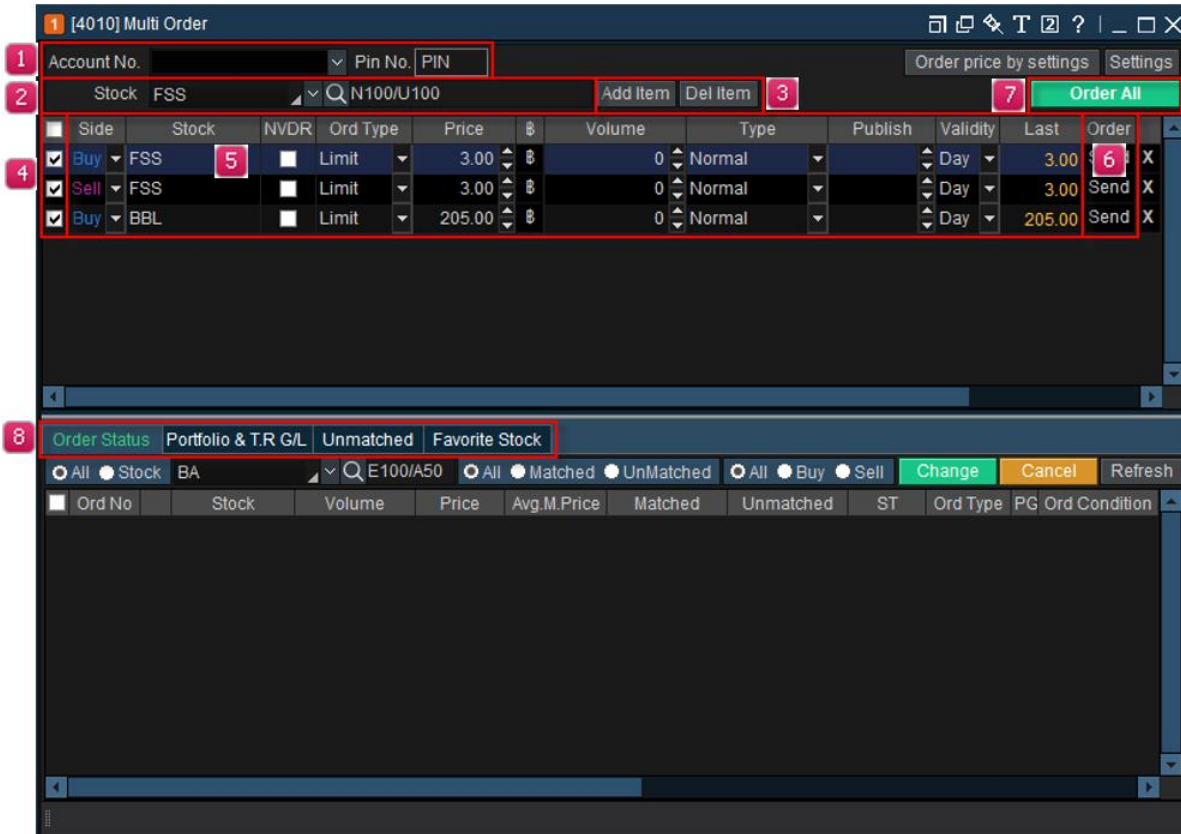 1 [4010] Multi Order T 2 ?
1 Account No. Pin No. PIN Order price by settings Settings
2 Stock FSS N100/U100 Add Item Del Item 3 7 Order All
Side Stock NVDR Ord Type Price ฿ Volume Type Publish Validity Last Order
Buy FSS 5 Limit 3.00 ฿ 0 Normal Day 3.00 6 X
4 Sell FSS Limit 3.00 ฿ 0 Normal Day 3.00 Send X
Buy BBL Limit 205.00 ฿ 0 Normal Day 205.00 Send X
8 Order Status Portfolio & T.R G/L Unmatched Favorite Stock
All Stock BA E100/A50 All Matched UnMatched All Buy Sell Change Cancel Refresh
Ord No Stock Volume Price Avg.M.Price Matched Unmatched ST Ord Type PG Ord Condition